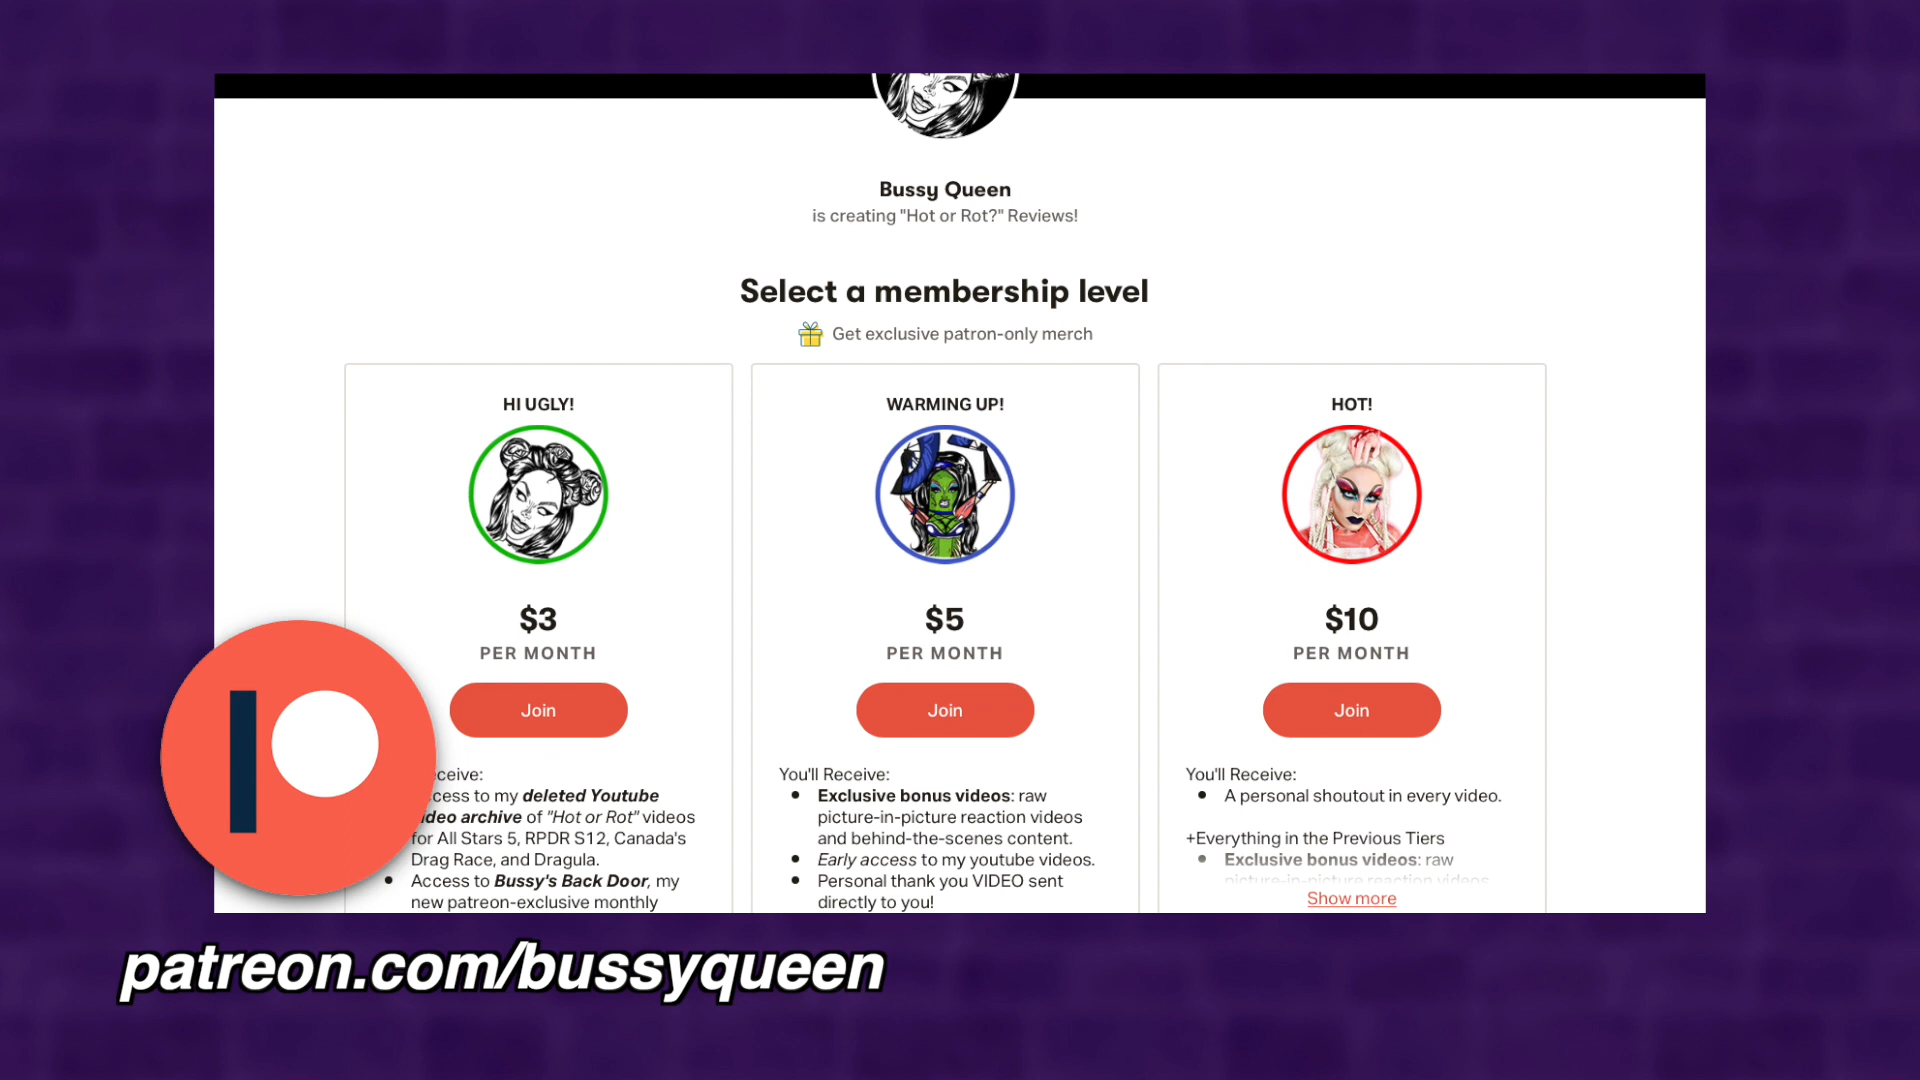 Bussy Queen
is creating "Hot or Rot?" Reviews!
Select a membership level
Get exclusive patron-only merch
HI UGLY!
$3
PER MONTH
Join
ceive:
cess to my deleted Youtube
ideo archive of "Hot or Rot" videos
for All Stars 5, RPDR S12, Canada's
Drag Race, and Dragula.
• Access to Bussy's Back Door, my
new patreon-exclusive monthly
WARMING UP!
$5
PER MONTH
Join
You'll Receive:
• Exclusive bonus videos: raw
picture-in-picture reaction videos
and behind-the-scenes content.
• Early access to my youtube videos.
• Personal thank you VIDEO sent
directly to you!
HOT!
$10
PER MONTH
Join
You'll Receive:
• A personal shoutout in every video.
+Everything in the Previous Tiers
• Exclusive bonus videos: raw
picture-in-picture reaction videos
Show more
patreon.com/bussyqueen